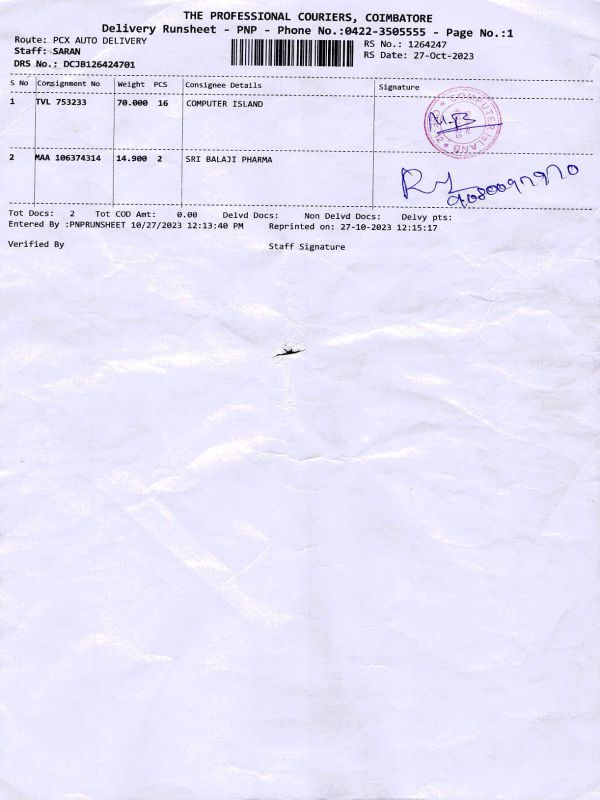 THE PROFESSIONAL COURIERS, COIMBATORE
Delivery Runsheet - PNP - Phone No.:0422-3505555 - Page No.:1
Route: PCX AUTO DELIVERY
RS No.: 1264247
Staff: SARAN
RS Date: 27-Oct-2023
DRS No.: DCJB126424701
S No Consignment No Weight PCS Consignee Details Signature
1 TVL 753233 70.000 16 COMPUTER ISLAND
COMPUTER ISLAND
2 MAA 106374314 14.900 2 SRI BALAJI PHARMA
Tot Docs: 2 Tot COD Amt: 0.00 Delvd Docs: Non Delvd Docs: Delvy pts:
Entered By :PNPRUNSHEET 10/27/2023 12:13:40 PM Reprinted on: 27-10-2023 12:15:17
Verified By Staff Signature